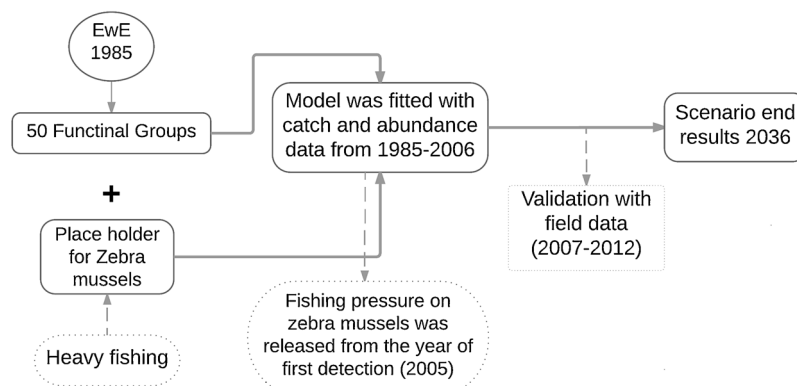 EwE
1985
50 Functinal Groups
+
Place holder
for Zebra
mussels
Heavy fishing
Model was fitted with
catch and abundance
data from 1985-2006
Fishing pressure on
zebra mussels was
released from the year of
first detection (2005)
Validation with
field data
(2007-2012)
Scenario end
results 2036